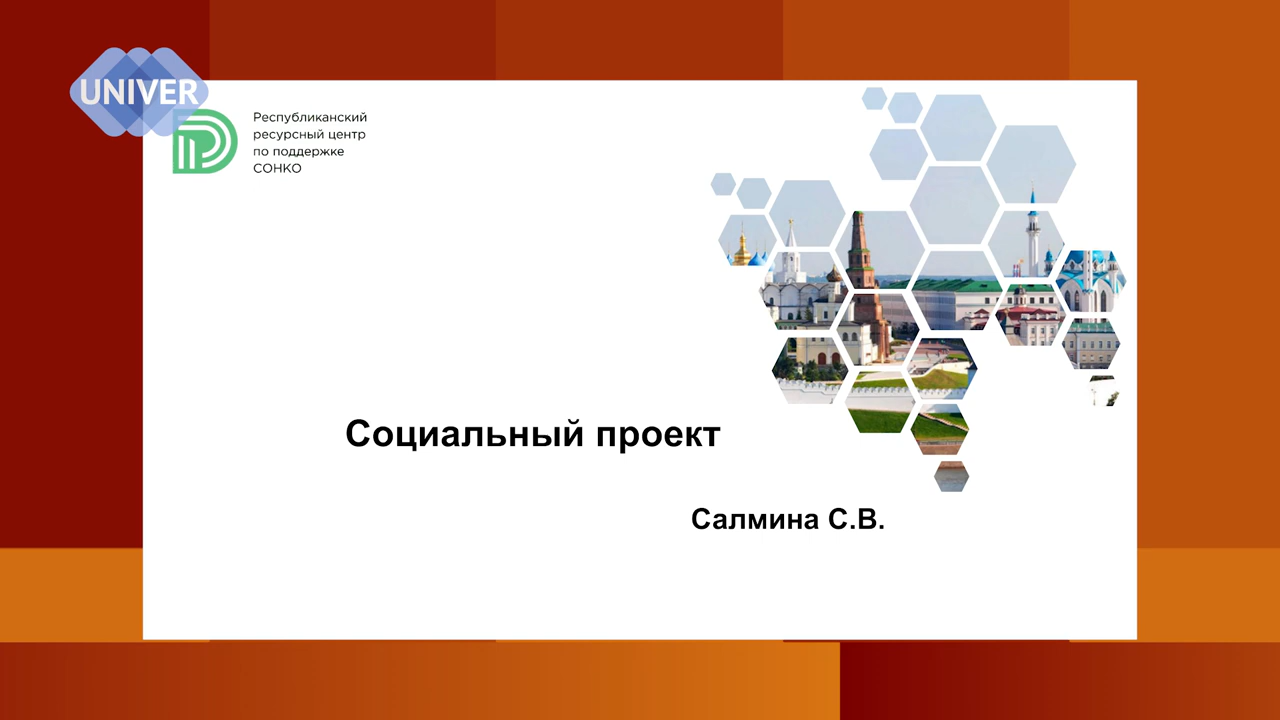 UNIVER
Республиканский
ресурсный центр
по поддержке
СОНКО
Социальный проект
Салмина С.В.